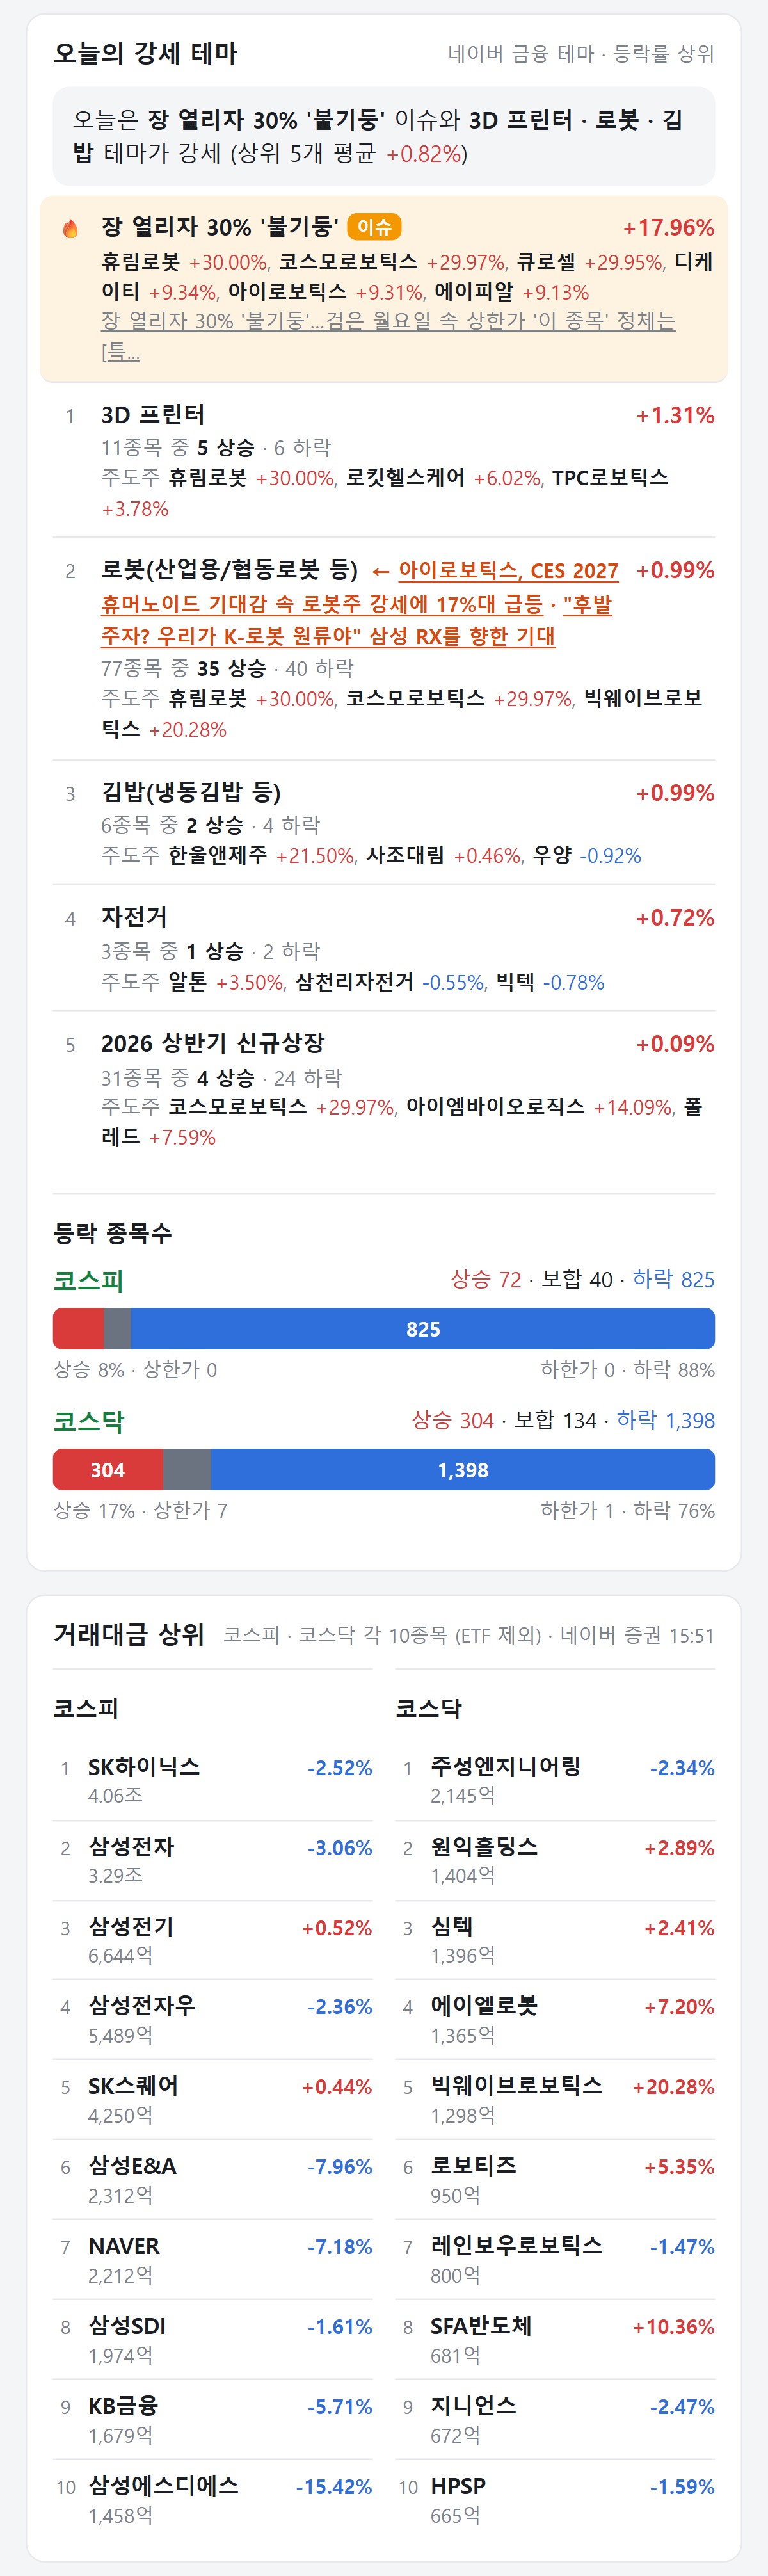 오늘의 강세 테마 네이버 금융 테마 · 등락률 상위
오늘은 장 열리자 30% '불기둥' 이슈와 3D 프린터 · 로봇 · 김
밥 테마가 강세 (상위 5개 평균 +0.82%)
장 열리자 30% '불기둥' 이슈 +17.96%
휴림로봇 +30.00%, 코스모로보틱스 +29.97%, 큐로셀 +29.95%, 디케
이티 +9.34%, 아이로보틱스 +9.31%, 에이피알 +9.13%
장 열리자 30% '불기둥'...검은 월요일 속 상한가 '이 종목' 정체는
[특...
1 3D 프린터 +1.31%
11종목 중 5 상승 · 6 하락
주도주 휴림로봇 +30.00%, 로킷헬스케어 +6.02%, TPC로보틱스
+3.78%
2 로봇(산업용/협동로봇 등) ← 아이로보틱스, CES 2027 +0.99%
휴머노이드 기대감 속 로봇주 강세에 17%대 급등 · "후발
주자? 우리가 K-로봇 원류야" 삼성 RX를 향한 기대
77종목 중 35 상승 · 40 하락
주도주 휴림로봇 +30.00%, 코스모로보틱스 +29.97%, 빅웨이브로보
틱스 +20.28%
3 김밥(냉동김밥 등) +0.99%
6종목 중 2 상승 · 4 하락
주도주 한울앤제주 +21.50%, 사조대림 +0.46%, 우양 -0.92%
4 자전거 +0.72%
3종목 중 1 상승 · 2 하락
주도주 알톤 +3.50%, 삼천리자전거 -0.55%, 빅텍 -0.78%
5 2026 상반기 신규상장 +0.09%
31종목 중 4 상승 · 24 하락
주도주 코스모로보틱스 +29.97%, 아이엠바이오로직스 +14.09%, 폴
레드 +7.59%
등락 종목수
코스피 상승 72 · 보합 40 · 하락 825
825
상승 8% · 상한가 0 하한가 0 · 하락 88%
코스닥 상승 304 · 보합 134 · 하락 1,398
304 1,398
상승 17% · 상한가 7 하한가 1 · 하락 76%
거래대금 상위 코스피 · 코스닥 각 10종목 (ETF 제외) · 네이버 증권 15:51
코스피
1 SK하이닉스 -2.52%
4.06조
2 삼성전자 -3.06%
3.29조
3 삼성전기 +0.52%
6,644억
4 삼성전자우 -2.36%
5,489억
5 SK스퀘어 +0.44%
4,250억
6 삼성E&A -7.96%
2,312억
7 NAVER -7.18%
2,212억
8 삼성SDI -1.61%
1,974억
9 KB금융 -5.71%
1,679억
10 삼성에스디에스 -15.42%
1,458억
코스닥
1 주성엔지니어링 -2.34%
2,145억
2 원익홀딩스 +2.89%
1,404억
3 심텍 +2.41%
1,396억
4 에이엘로봇 +7.20%
1,365억
5 빅웨이브로보틱스 +20.28%
1,298억
6 로보티즈 +5.35%
950억
7 레인보우로보틱스 -1.47%
800억
8 SFA반도체 +10.36%
681억
9 지니언스 -2.47%
672억
10 HPSP -1.59%
665억